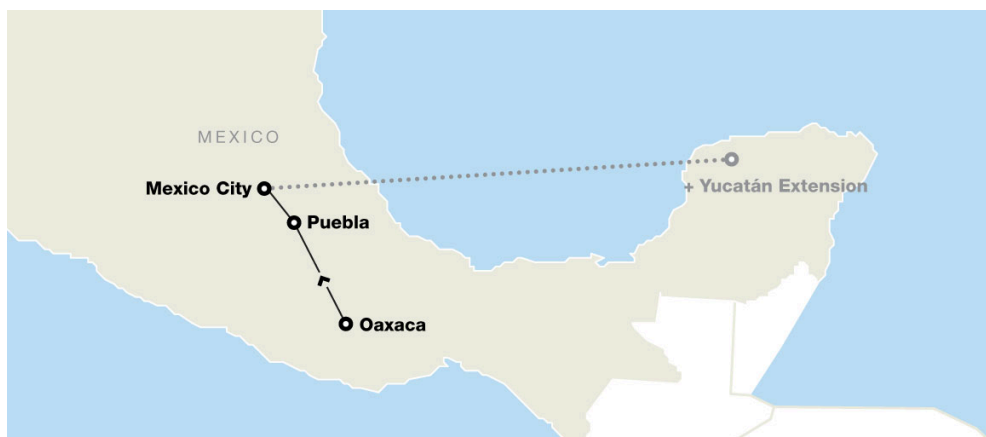 MEXICO
Mexico City
Puebla
+ Yucatán Extension
Oaxaca